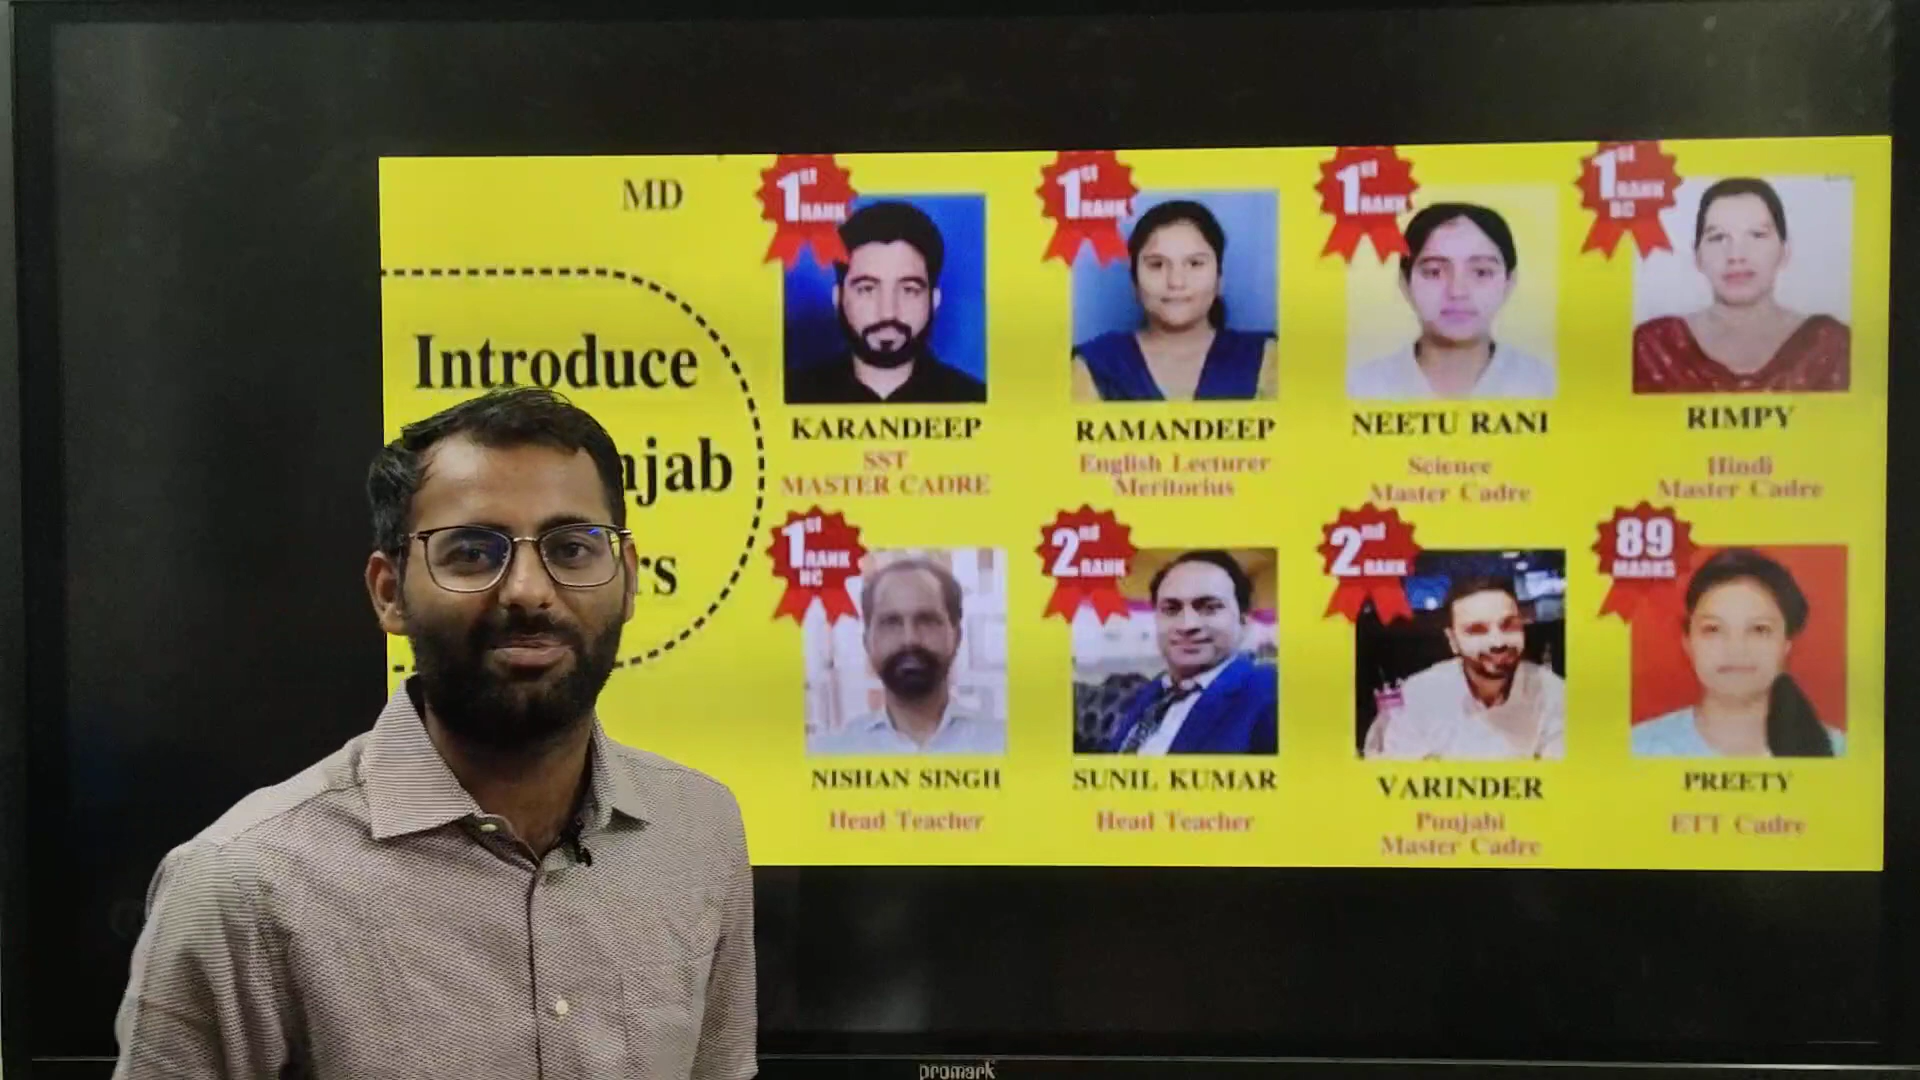 MD
Introduce
njab
rs
1st
RANK
KARANDEEP
SST
MASTER CADRE
1st
RANK
RAMANDEEP
English Lecturer
Meritorius
1st
RANK
NEETU RANI
Science
Master Cadre
1st
RANK
RIMPY
Hindi
Master Cadre
1st
RANK
NISHAN SINGH
Head Teacher
2nd
RANK
SUNIL KUMAR
Head Teacher
2nd
RANK
VARINDER
Punjabi
Master Cadre
89
MARKS
PREETY
ETT Cadre
promark